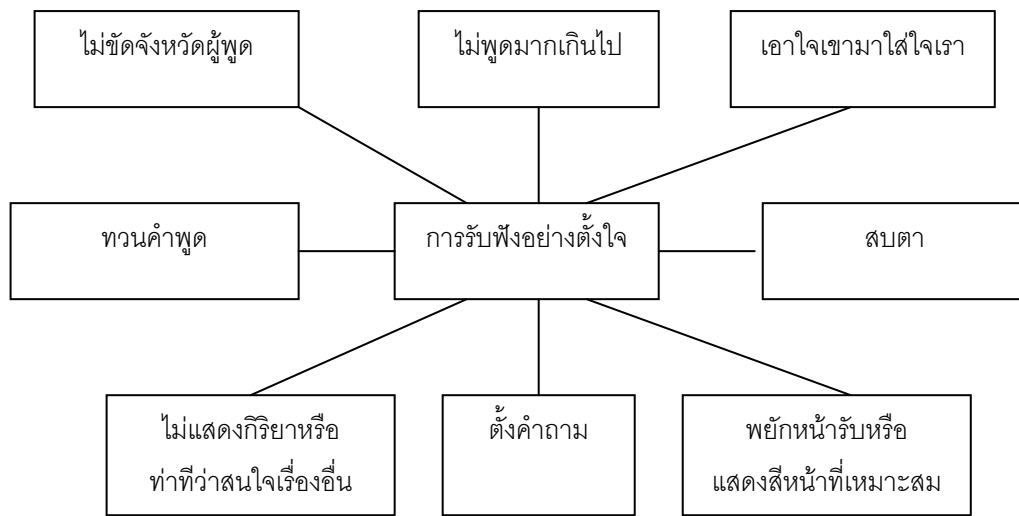 ไม่ขัดจังหวัดผู้พูด
ไม่พูดมากเกินไป
เอาใจเขามาใส่ใจเรา
ทวนคำพูด
การรับฟังอย่างตั้งใจ
สบตา
ไม่แสดงกิริยาหรือ
ท่าทีว่าสนใจเรื่องอื่น
ตั้งคำถาม
พยักหน้ารับหรือ
แสดงสีหน้าที่เหมาะสม